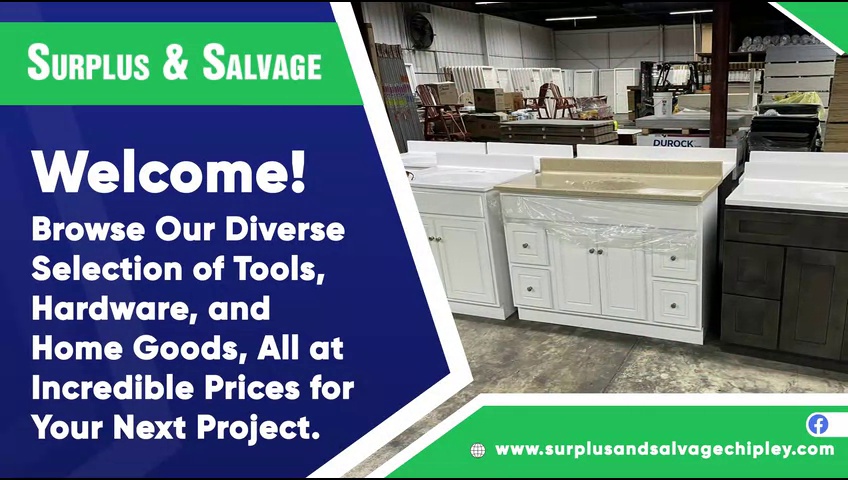 SURPLUS & SALVAGE
Welcome!
Browse Our Diverse
Selection of Tools,
Hardware, and
Home Goods, All at
Incredible Prices for
Your Next Project.
DUROCK
www.surplusandsalvagechipley.com